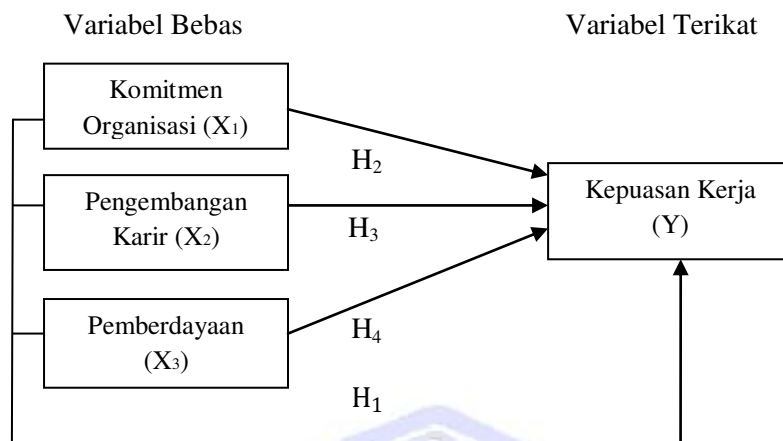 Variabel Bebas
Variabel Terikat
Komitmen
Organisasi (X₁)
H₂
Pengembangan
Karir (X₂)
H₃
Kepuasan Kerja
(Y)
Pemberdayaan
(X₃)
H₄
H₁